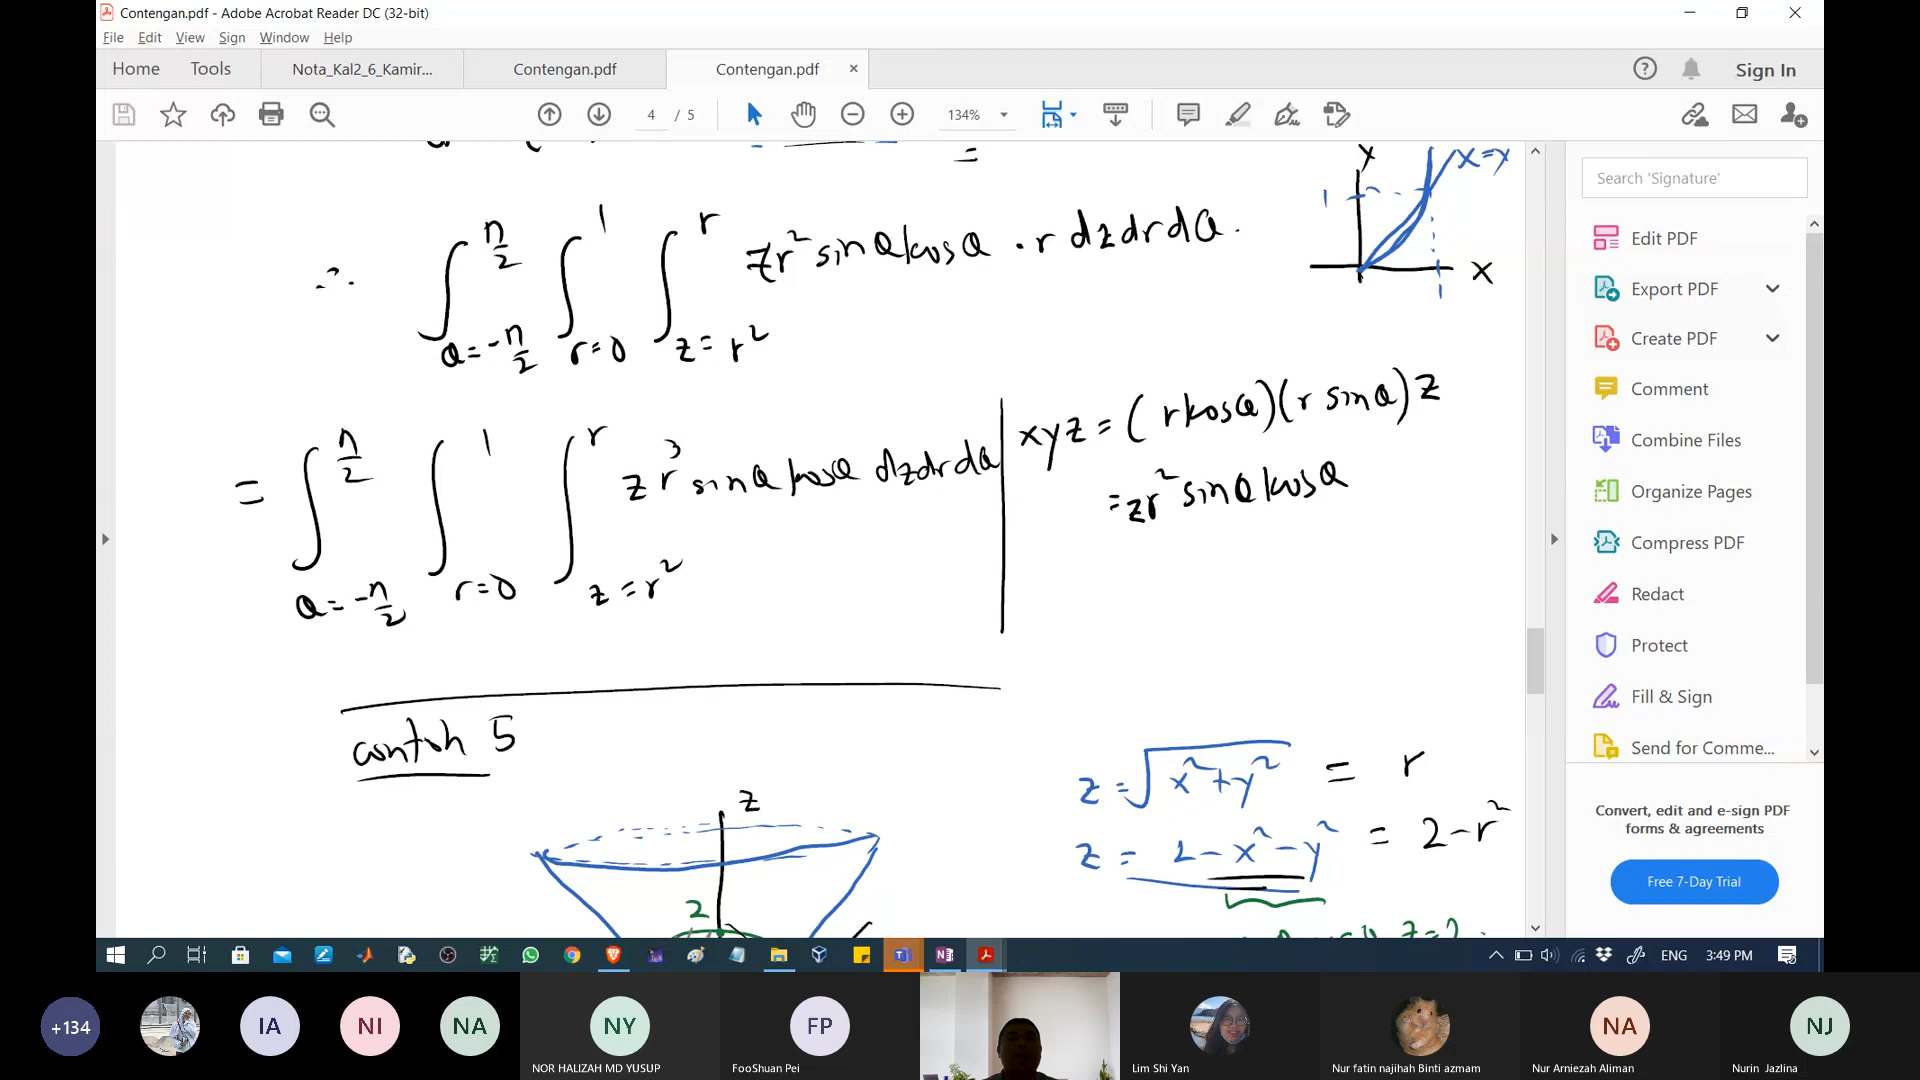 Contengan.pdf - Adobe Acrobat Reader DC (32-bit)
File Edit View Sign Window Help
Home Tools Nota_Kal2_6_Kamir... Contengan.pdf Contengan.pdf × Sign In
4 / 5 134%
y x=y
1
x
1
∴ ∫_{θ=-π/2}^{π/2} ∫_{r=0}^{1} ∫_{z=r²}^{r} zr² sinθ kosθ · r dz dr dθ.
= ∫_{θ=-π/2}^{π/2} ∫_{r=0}^{1} ∫_{z=r²}^{r} z r³ sinθ kosθ dz dr dθ
xyz = (r kosθ)(r sinθ) z
= zr² sinθ kosθ
contoh 5
z
2
z = √(x²+y²) = r
z = 2-x²-y² = 2-r²
z=2
Search 'Signature'
Edit PDF
Export PDF
Create PDF
Comment
Combine Files
Organize Pages
Compress PDF
Redact
Protect
Fill & Sign
Send for Comme...
Convert, edit and e-sign PDF
forms & agreements
Free 7-Day Trial
ENG 3:49 PM
+134 IA NI NA NY FP NA NJ
NOR HALIZAH MD YUSUP FooShuan Pei Lim Shi Yan Nur fatin najihah Binti azmam Nur Arniezah Aliman Nurin Jazlina